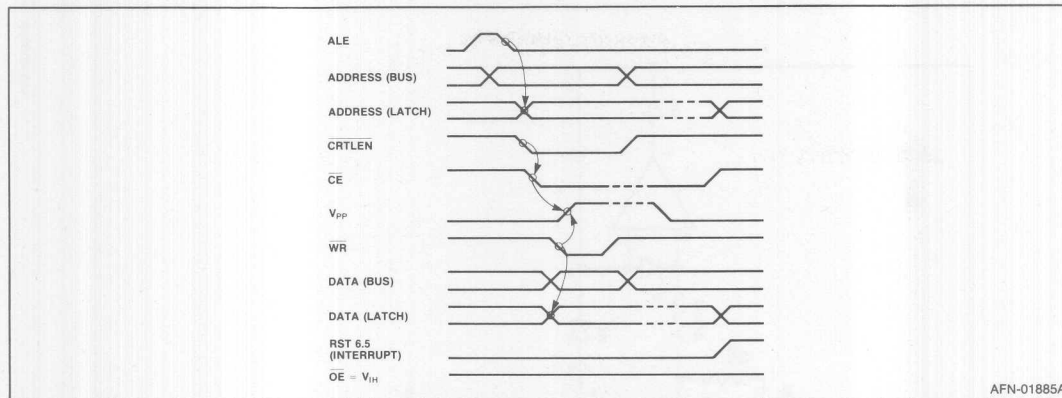 ALE
ADDRESS (BUS)
ADDRESS (LATCH)
CRTLEN
CE
VPP
WR
DATA (BUS)
DATA (LATCH)
RST 6.5
(INTERRUPT)
OE = VIH
AFN-01885A